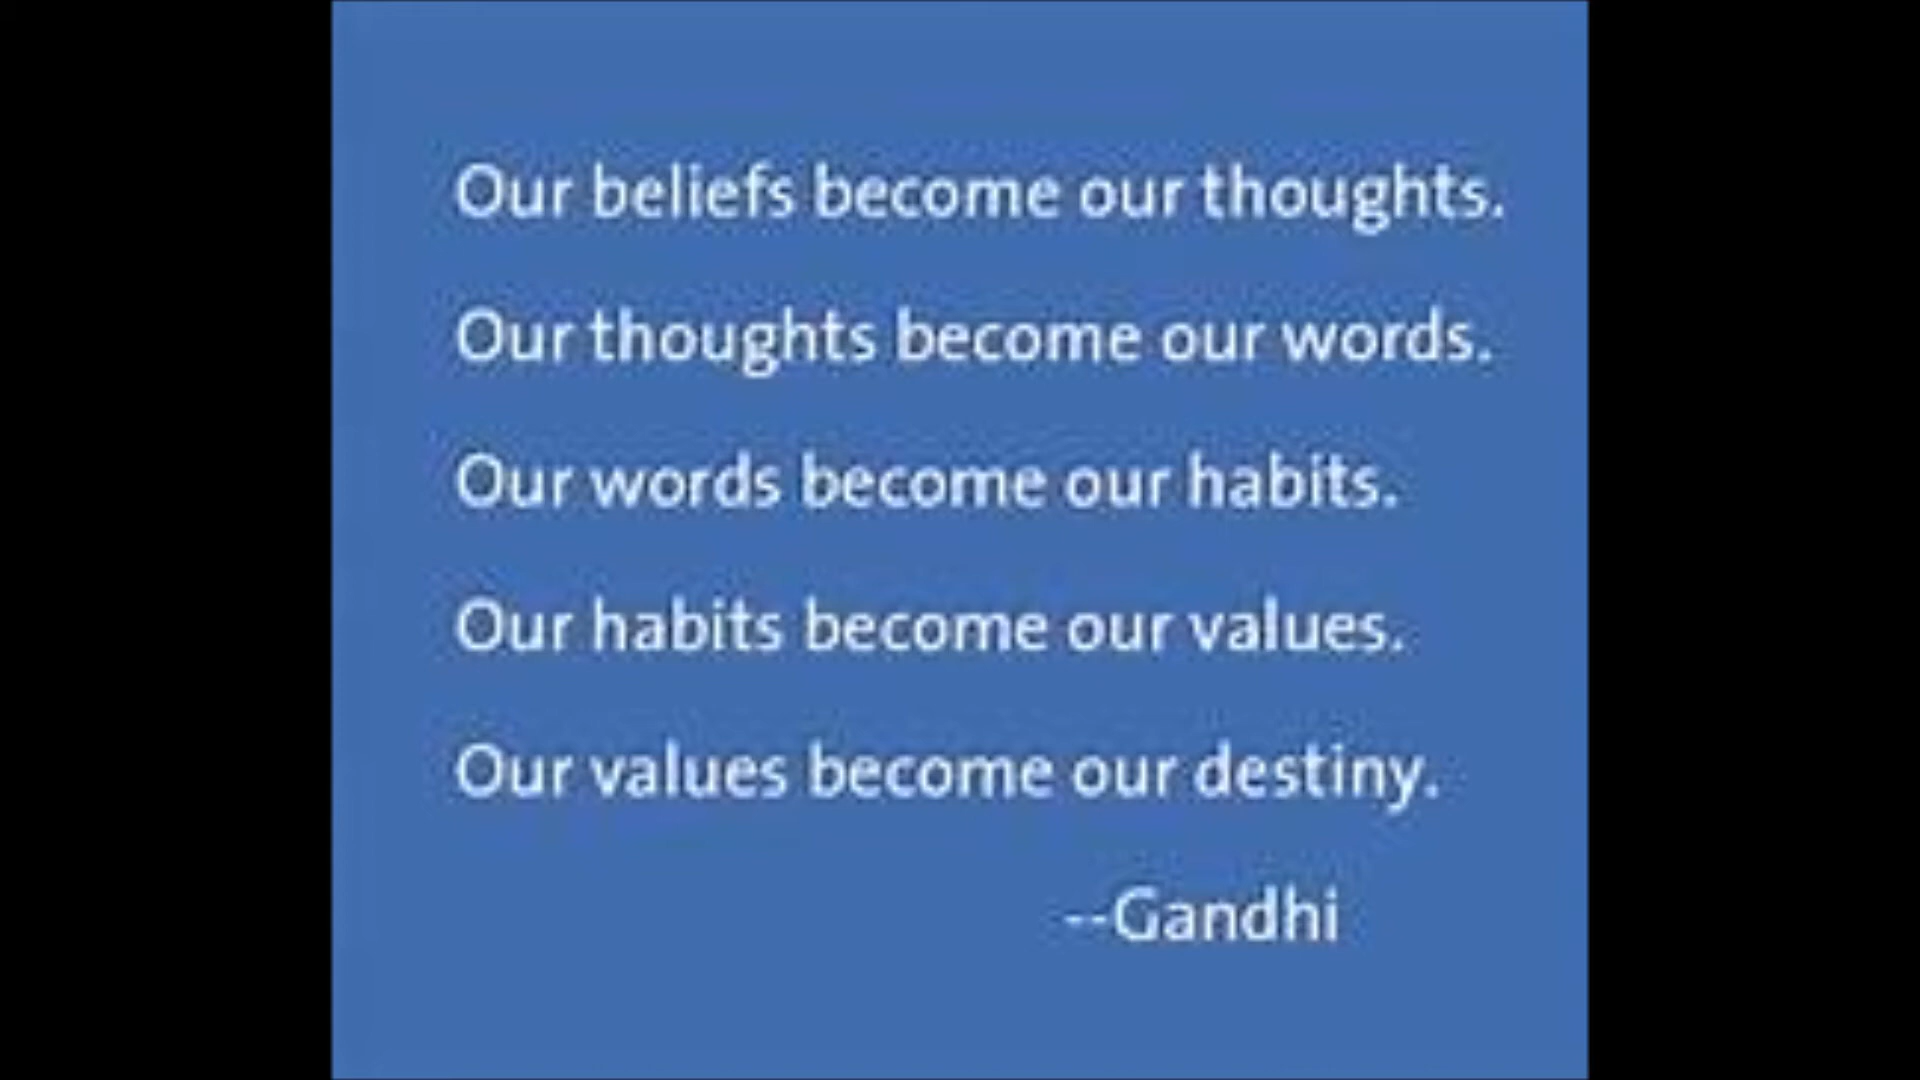 Our beliefs become our thoughts.
Our thoughts become our words.
Our words become our habits.
Our habits become our values.
Our values become our destiny.
--Gandhi